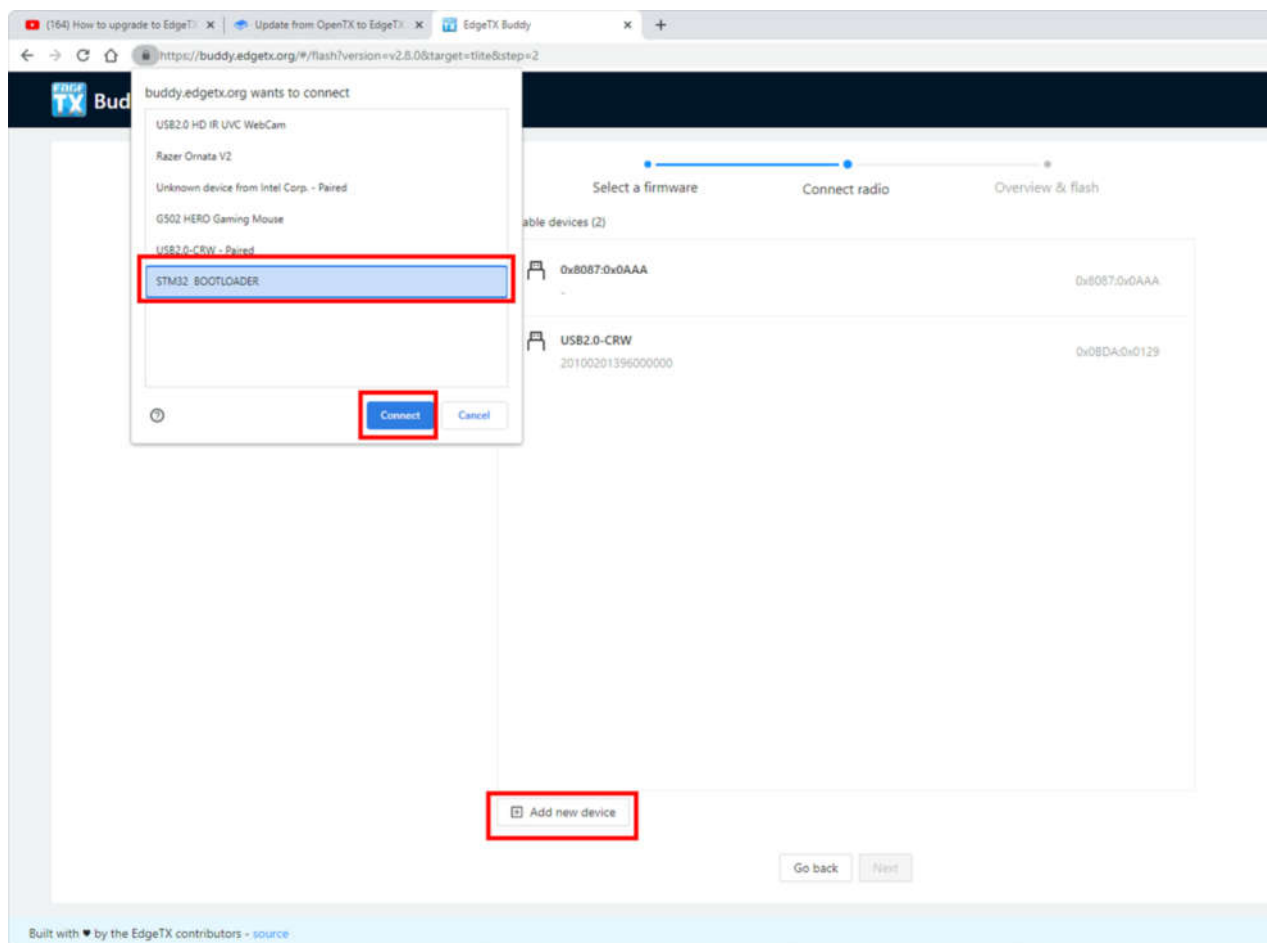 (164) How to upgrade to EdgeT
Update from OpenTX to EdgeTX
EdgeTX Buddy
https://buddy.edgetx.org/#/flash?version=v2.8.0&target=tlite&step=2
EDGE
TX
Bud
buddy.edgetx.org wants to connect
USB2.0 HD IR UVC WebCam
Razer Ornata V2
Unknown device from Intel Corp. - Paired
G502 HERO Gaming Mouse
USB2.0-CRW - Paired
STM32 BOOTLOADER
Connect
Cancel
Select a firmware
Connect radio
Overview & flash
able devices (2)
0x8087:0x0AAA
-
0x8087:0x0AAA
USB2.0-CRW
20100201396000000
0x0BDA:0x0129
Add new device
Go back
Next
Built with ♥ by the EdgeTX contributors - source